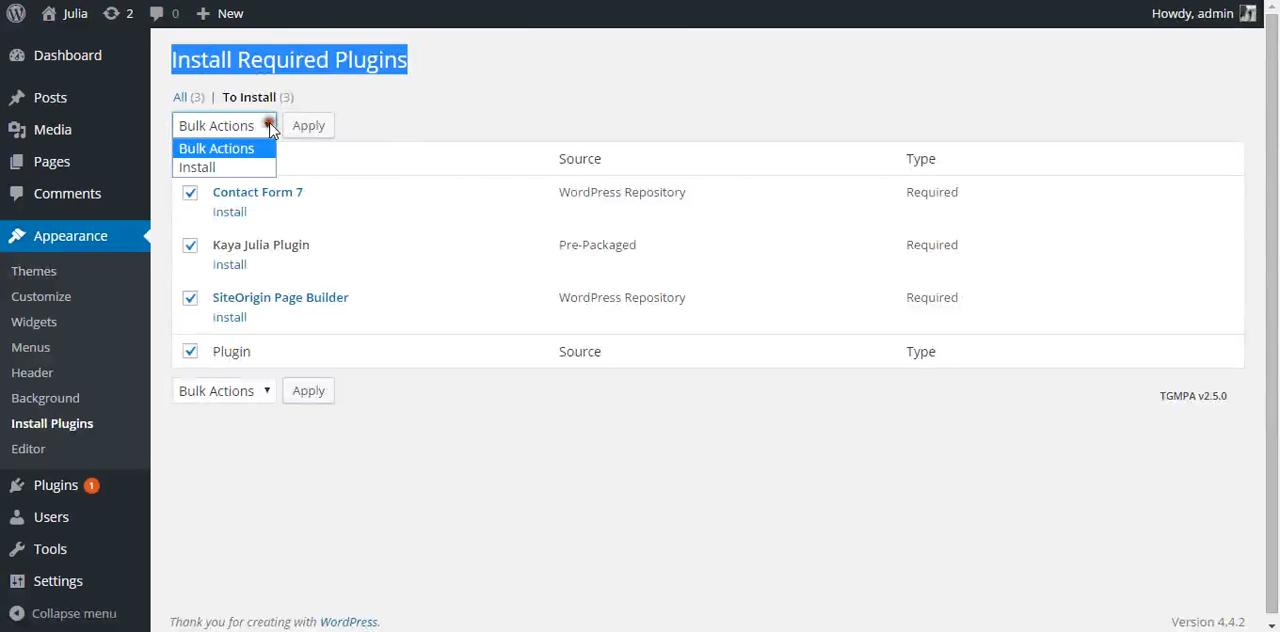 Julia 2 0 New Howdy, admin
Dashboard
Posts
Media
Pages
Comments
Appearance
Themes
Customize
Widgets
Menus
Header
Background
Install Plugins
Editor
Plugins 1
Users
Tools
Settings
Collapse menu
Install Required Plugins
All (3) | To Install (3)
Bulk Actions Apply
Bulk Actions
Install
Source Type
Contact Form 7 WordPress Repository Required
Install
Kaya Julia Plugin Pre-Packaged Required
Install
SiteOrigin Page Builder WordPress Repository Required
Install
Plugin Source Type
Bulk Actions Apply
TGMPA v2.5.0
Thank you for creating with WordPress. Version 4.4.2